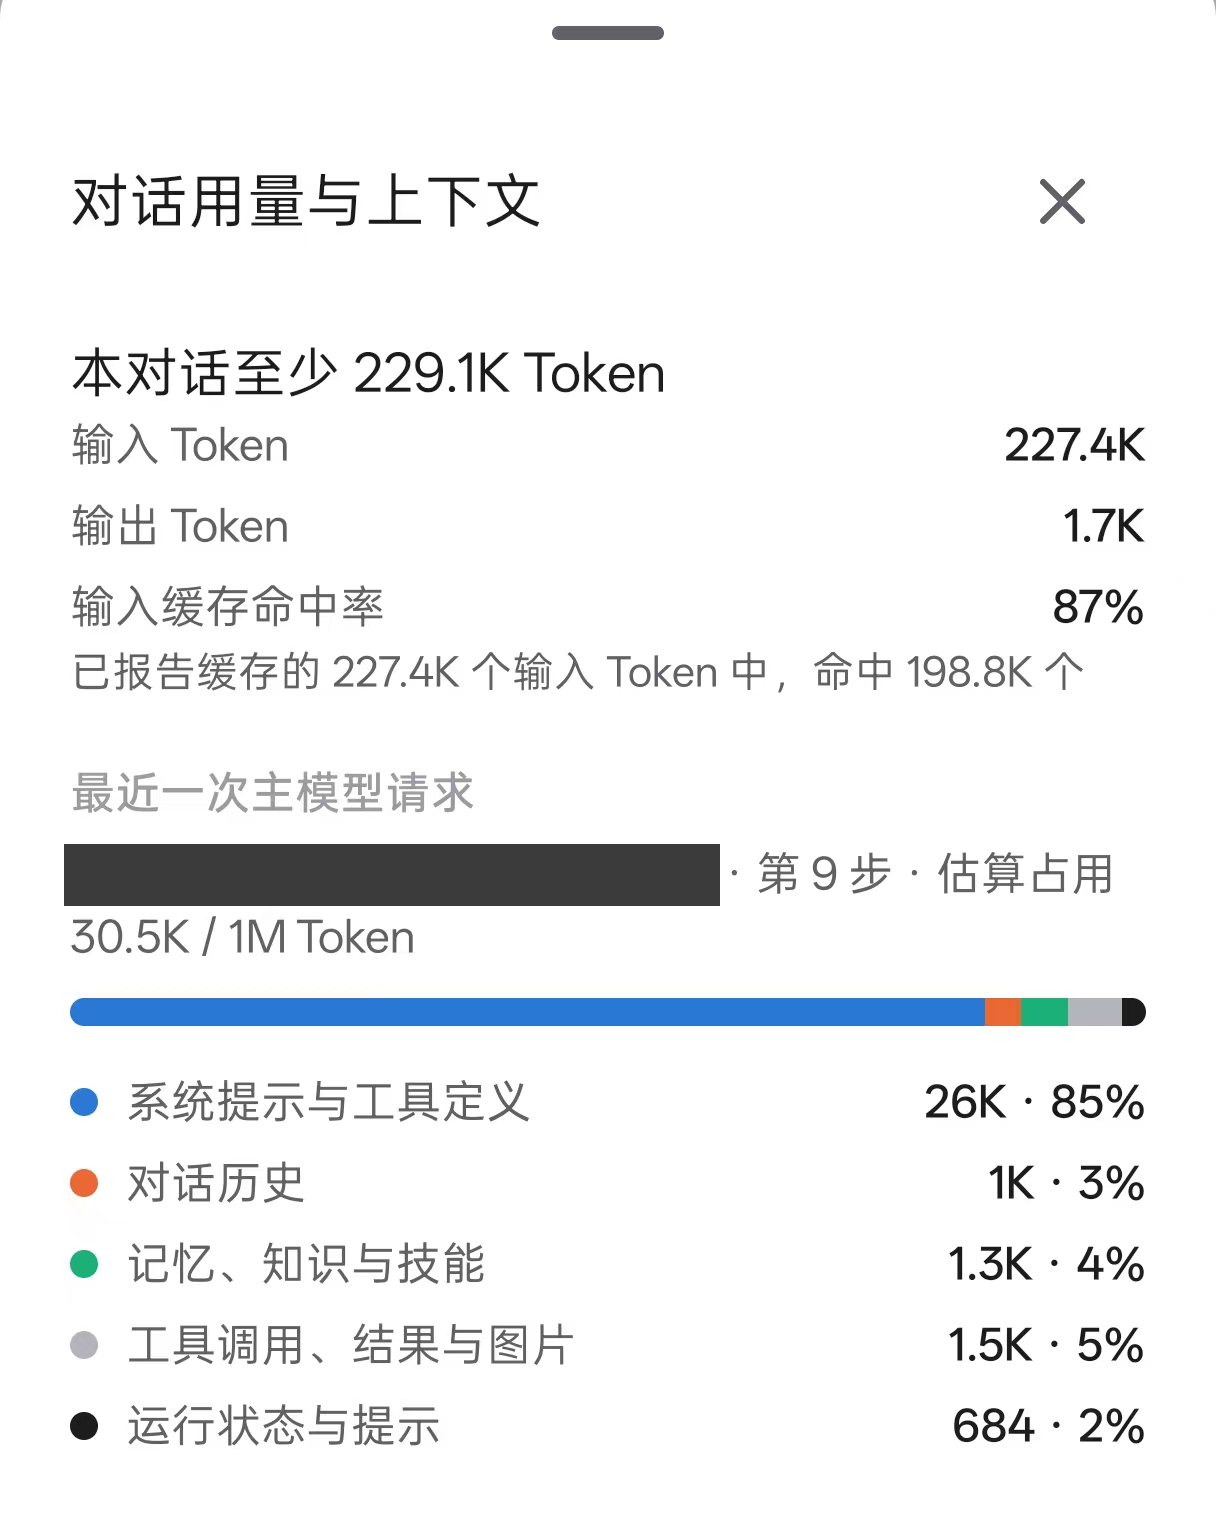 对话用量与上下文
本对话至少 229.1K Token
输入 Token 227.4K
输出 Token 1.7K
输入缓存命中率 87%
已报告缓存的 227.4K 个输入 Token 中，命中 198.8K 个
最近一次主模型请求
· 第 9 步 · 估算占用
30.5K / 1M Token
系统提示与工具定义 26K · 85%
对话历史 1K · 3%
记忆、知识与技能 1.3K · 4%
工具调用、结果与图片 1.5K · 5%
运行状态与提示 684 · 2%